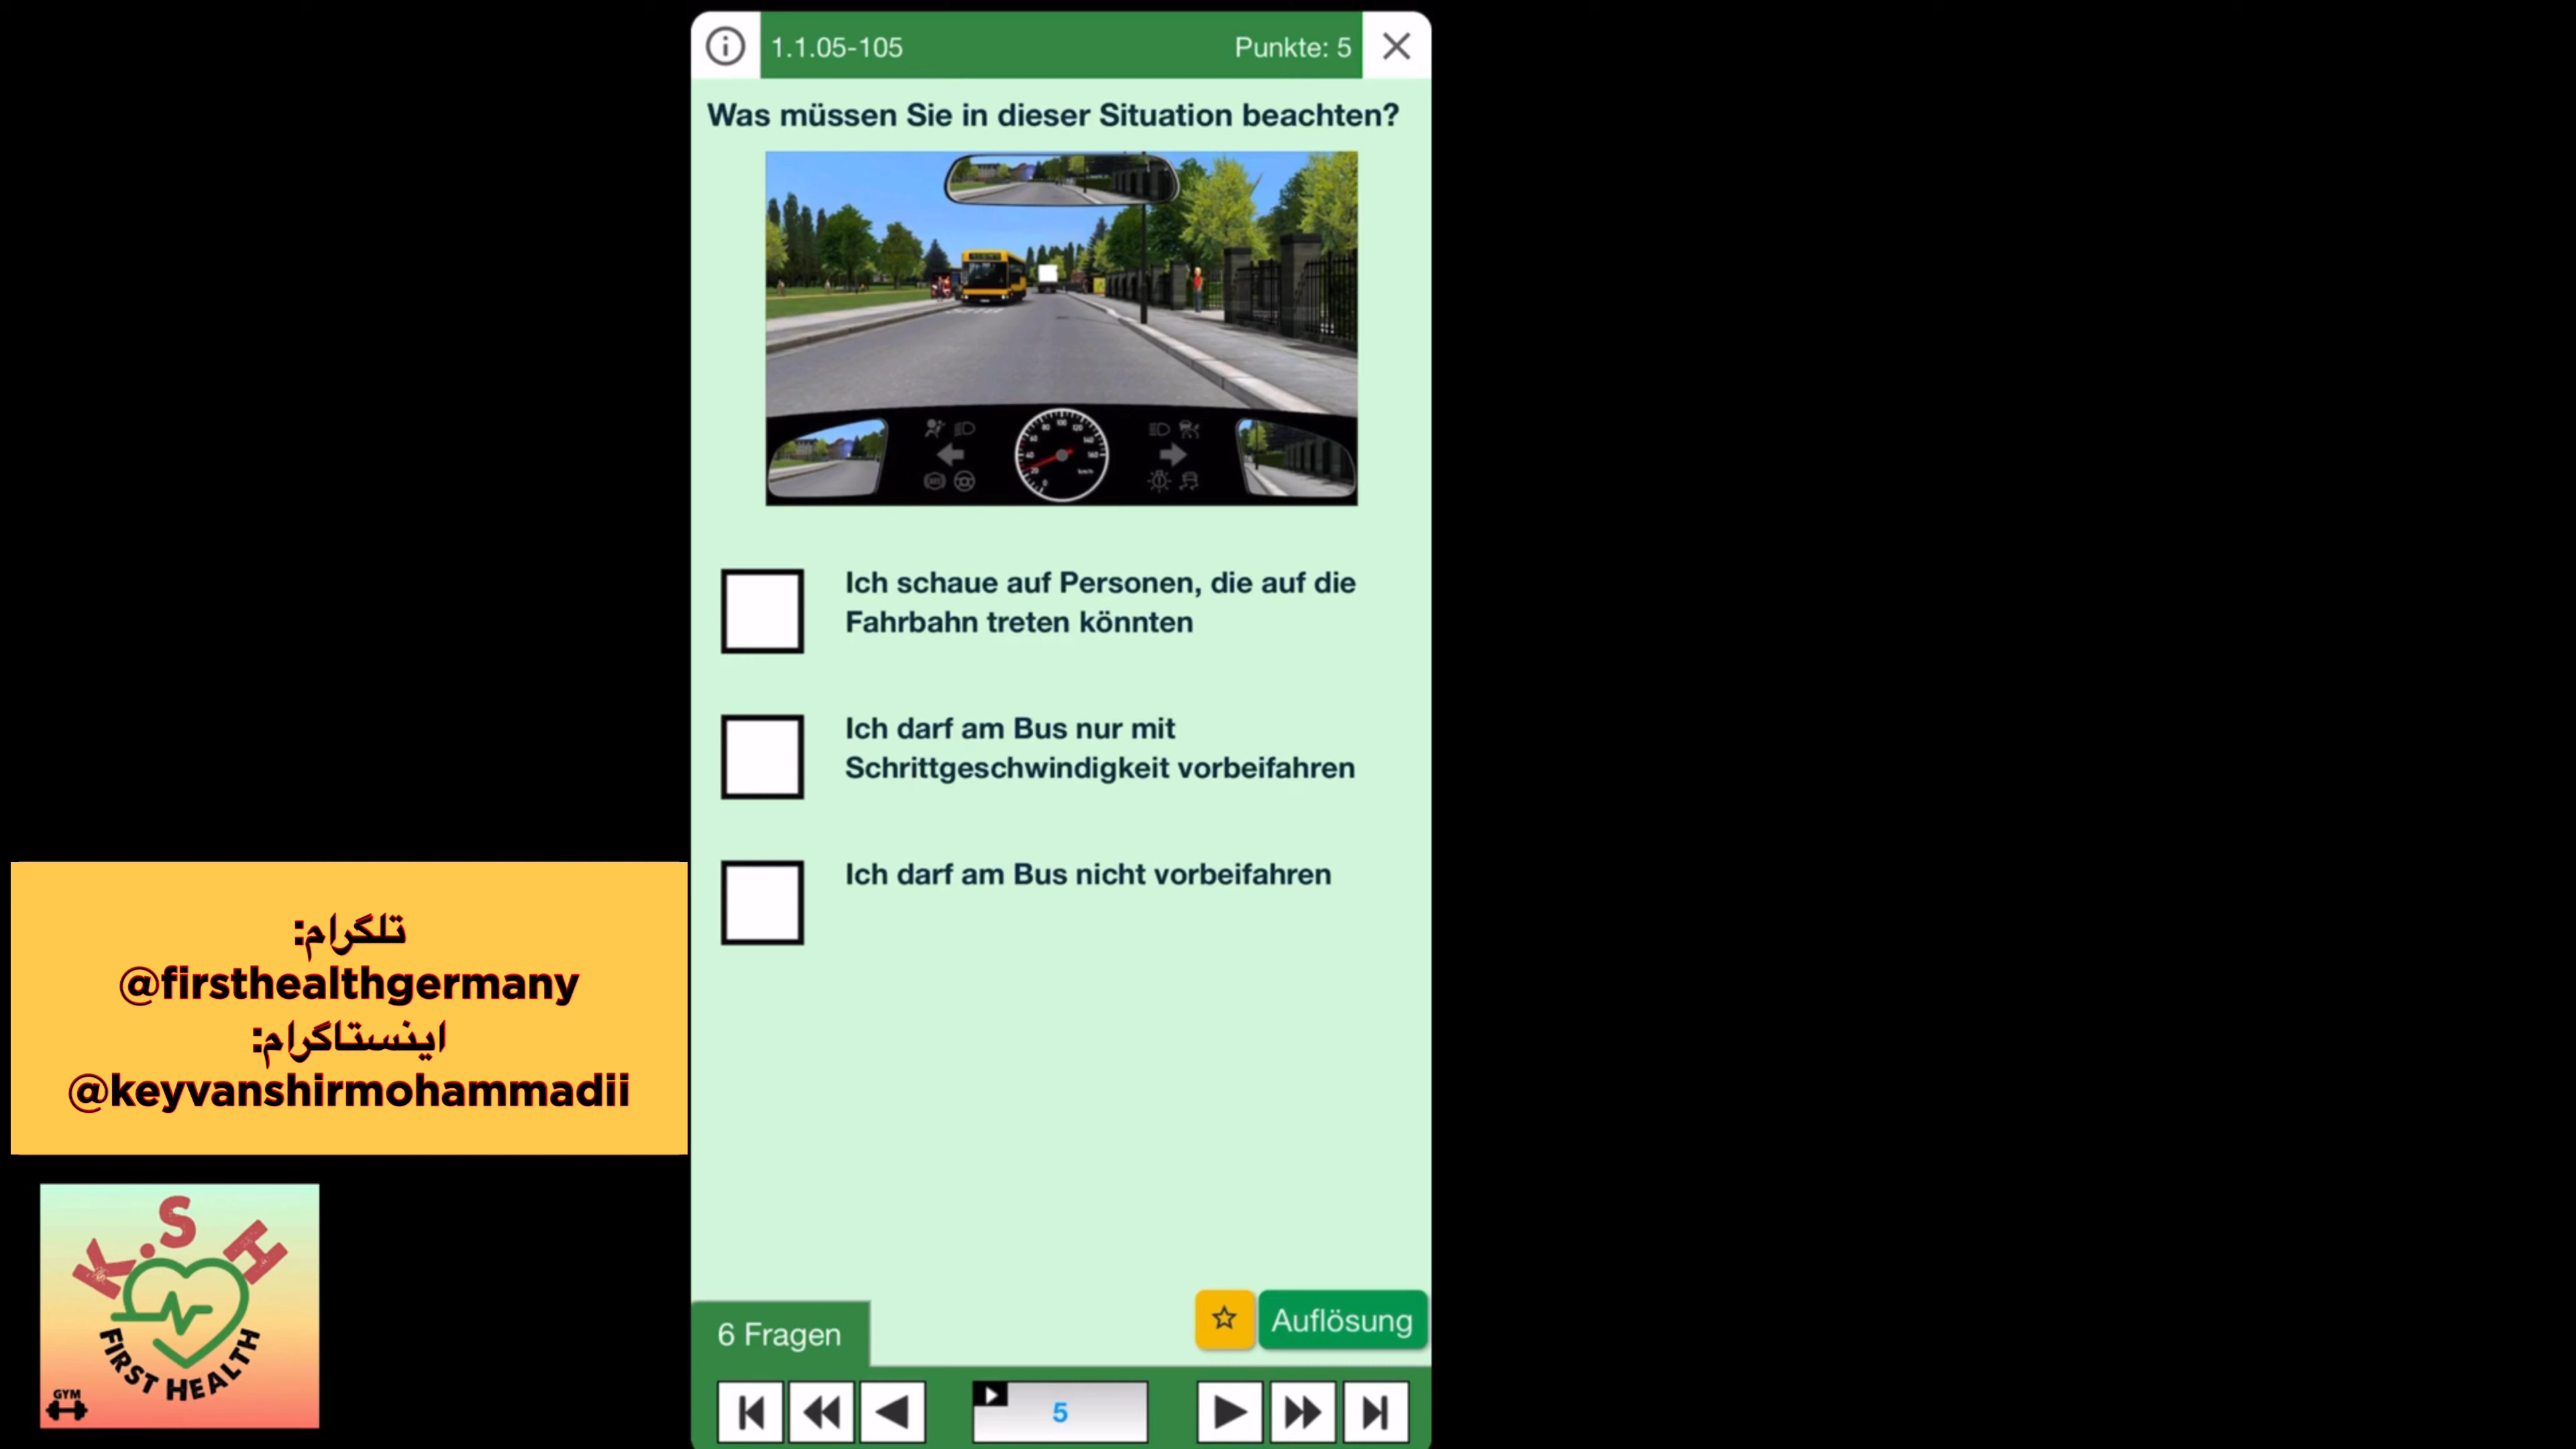 1.1.05-105
Punkte: 5
Was müssen Sie in dieser Situation beachten?
Ich schaue auf Personen, die auf die
Fahrbahn treten könnten
Ich darf am Bus nur mit
Schrittgeschwindigkeit vorbeifahren
Ich darf am Bus nicht vorbeifahren
تلگرام:
@firsthealthgermany
اینستاگرام:
@keyvanshirmohammadii
K.S H
FIRST HEALTH
GYM
6 Fragen
Auflösung
5